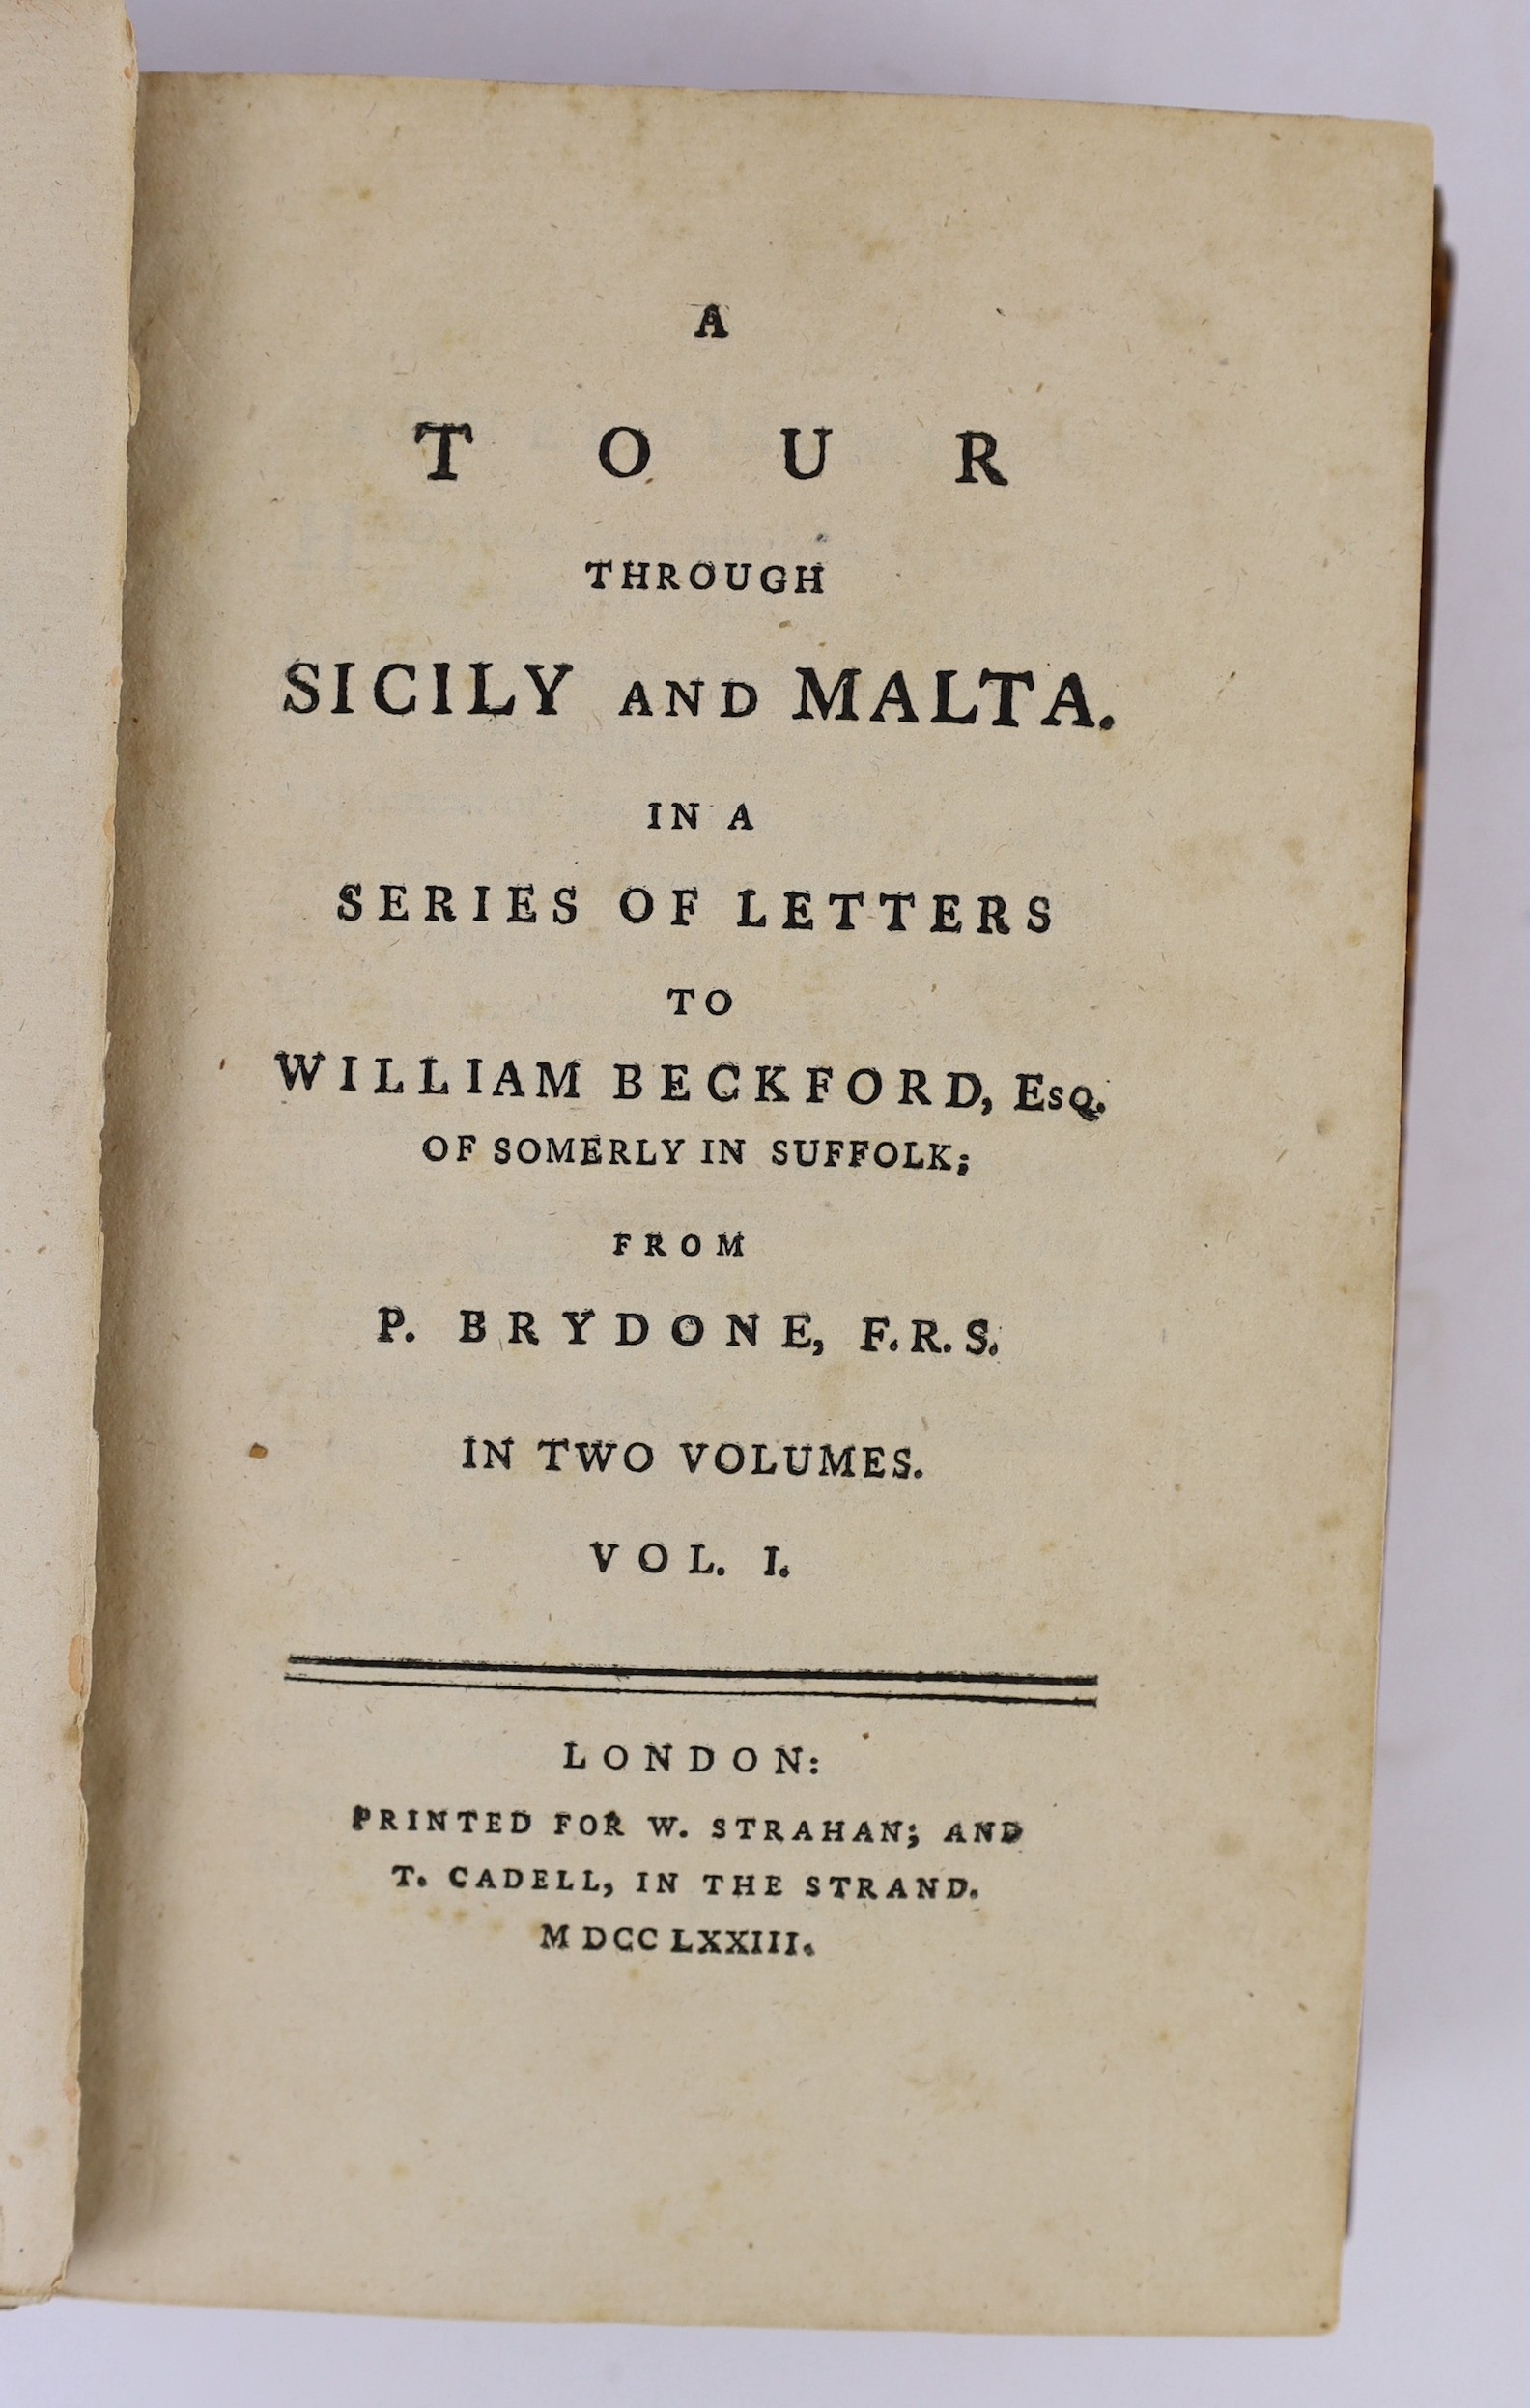 A
TOUR
THROUGH
SICILY AND MALTA.
IN A
SERIES OF LETTERS
TO
WILLIAM BECKFORD, Esq.
OF SOMERLY IN SUFFOLK;
FROM
P. BRYDONE, F.R.S.
IN TWO VOLUMES.
VOL. I.
LONDON:
PRINTED FOR W. STRAHAN; AND
T. CADELL, IN THE STRAND.
MDCCLXXIII.